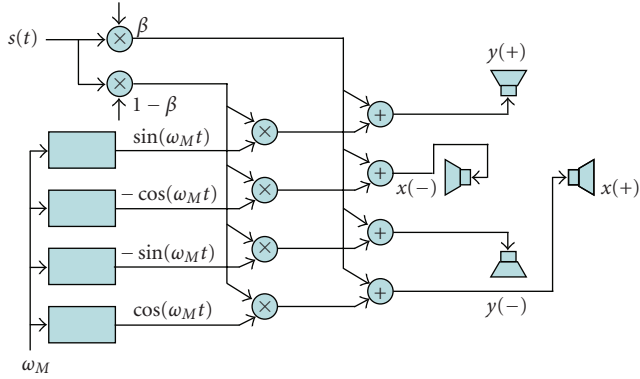 β
s(t)
×
y(+)
×
1 − β
sin(ω_M t)
×
+
− cos(ω_M t)
×
+
x(−)
x(+)
− sin(ω_M t)
×
+
cos(ω_M t)
×
+
y(−)
ω_M